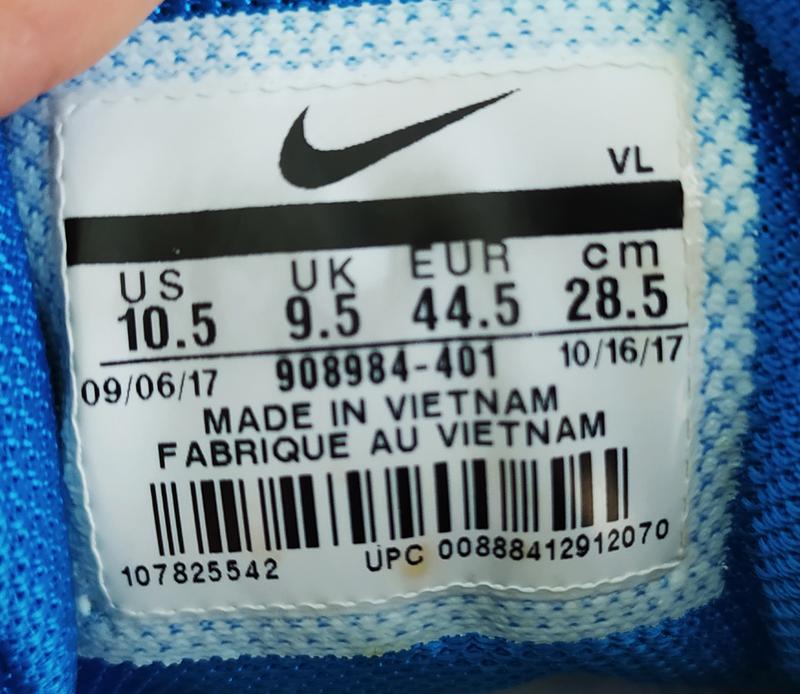 VL
US UK EUR cm
10.5 9.5 44.5 28.5
09/06/17 908984-401 10/16/17
MADE IN VIETNAM
FABRIQUE AU VIETNAM
107825542 UPC 00888412912070